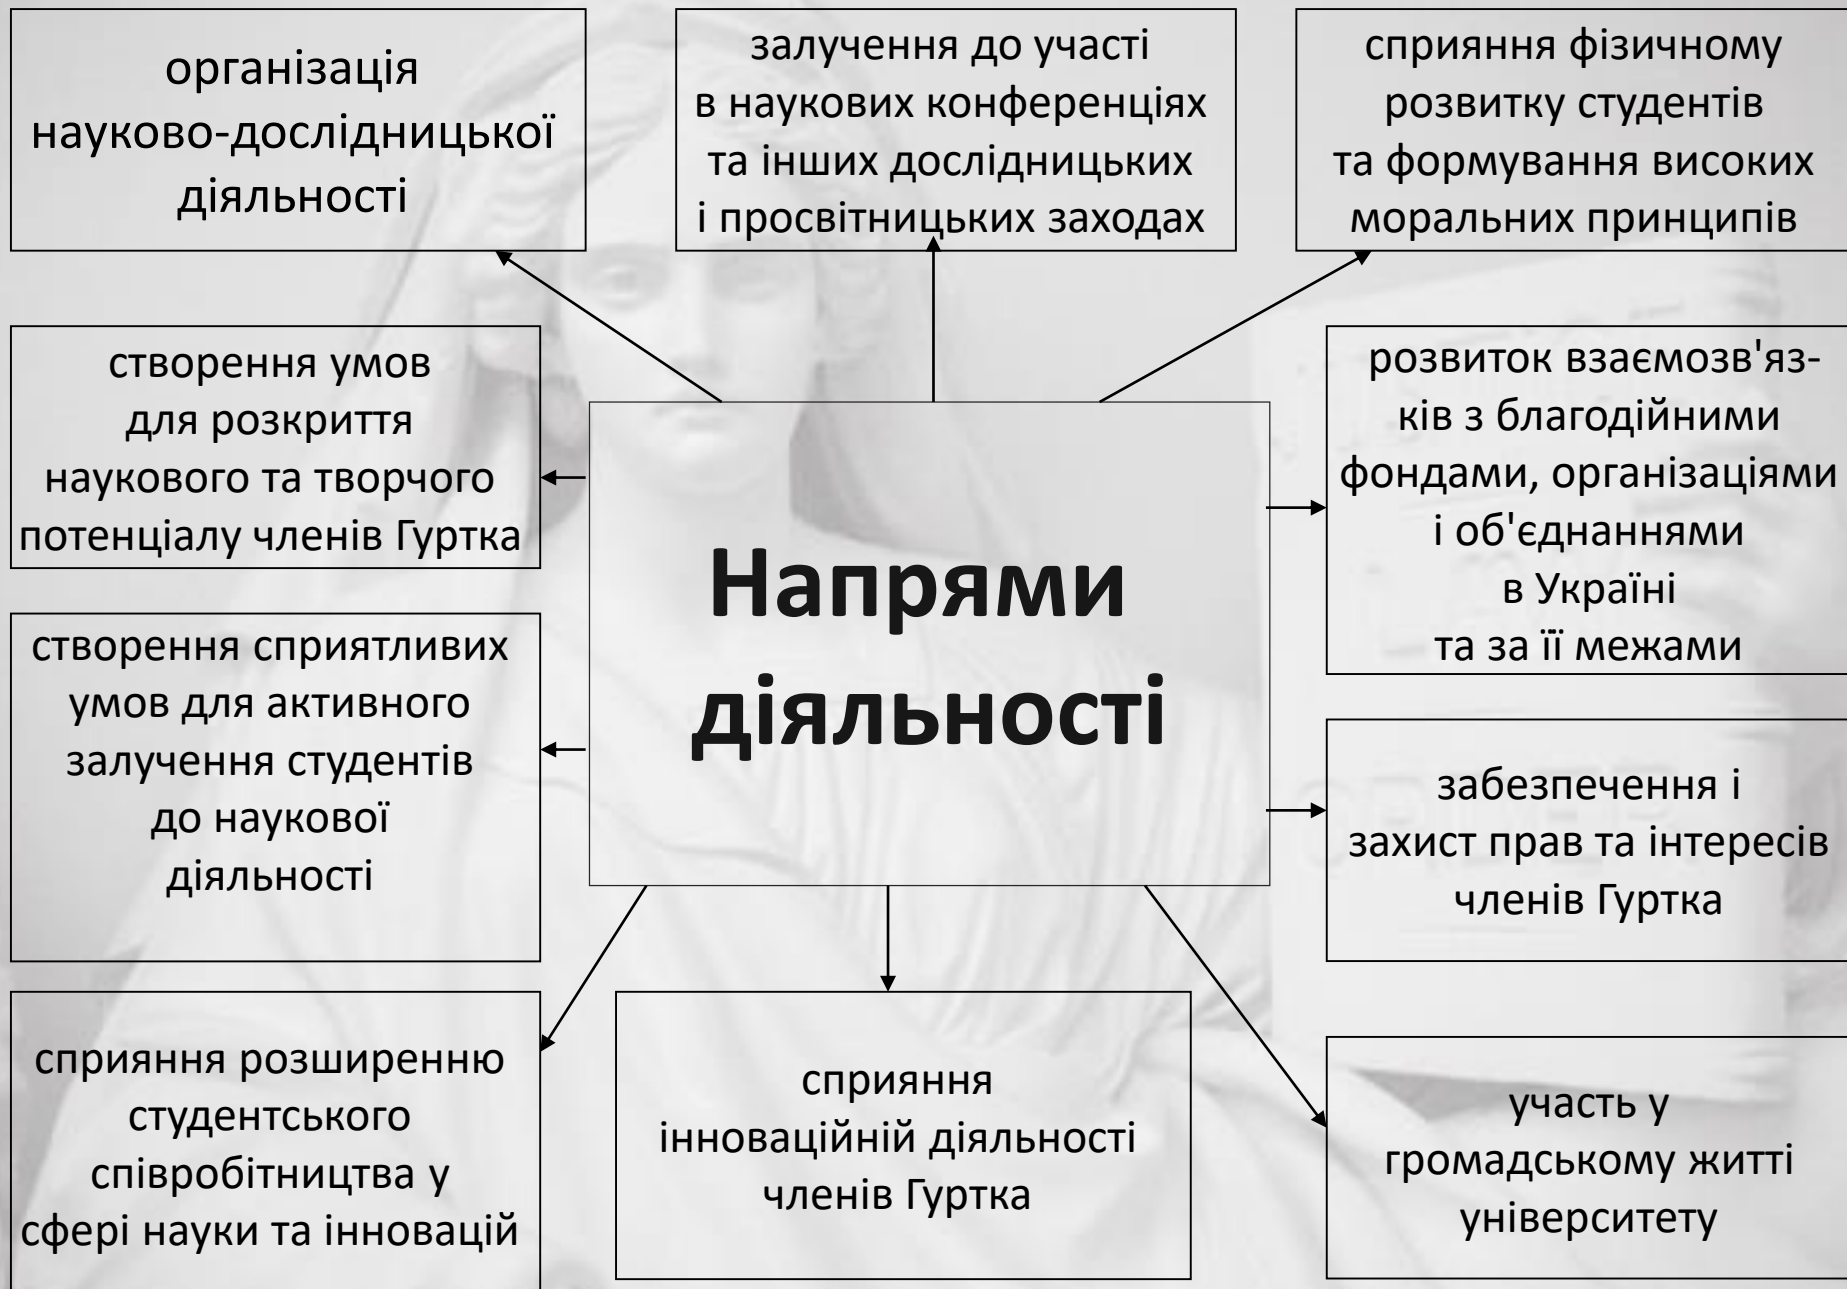 організація
науково-дослідницької
діяльності
залучення до участі
в наукових конференціях
та інших дослідницьких
і просвітницьких заходах
сприяння фізичному
розвитку студентів
та формування високих
моральних принципів
створення умов
для розкриття
наукового та творчого
потенціалу членів Гуртка
Напрями
діяльності
розвиток взаємозв'яз-
ків з благодійними
фондами, організаціями
і об'єднаннями
в Україні
та за її межами
створення сприятливих
умов для активного
залучення студентів
до наукової
діяльності
забезпечення і
захист прав та інтересів
членів Гуртка
сприяння розширенню
студентського
співробітництва у
сфері науки та інновацій
сприяння
інноваційній діяльності
членів Гуртка
участь у
громадському житті
університету